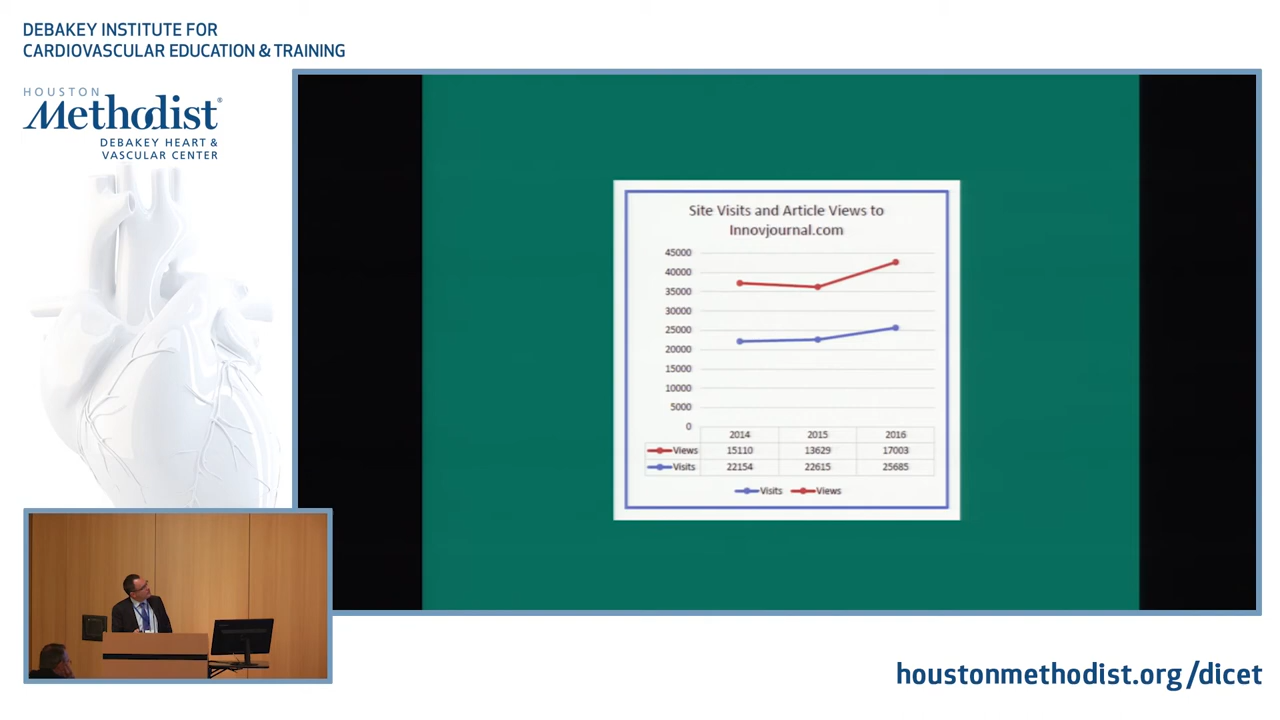 DEBAKEY INSTITUTE FOR
CARDIOVASCULAR EDUCATION & TRAINING
HOUSTON
Methodist®
DEBAKEY HEART &
VASCULAR CENTER
Site Visits and Article Views to
Innovjournal.com
45000
40000
35000
30000
25000
20000
15000
10000
5000
0
2014 2015 2016
Views 15110 13629 17003
Visits 22154 22615 25685
Visits Views
houstonmethodist.org/dicet